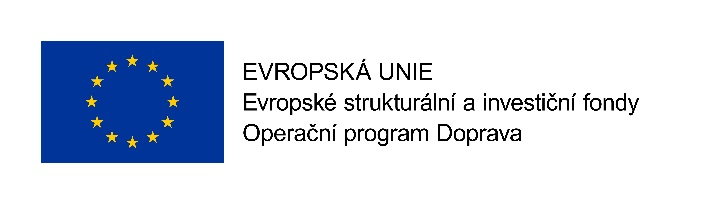 EVROPSKÁ UNIE
Evropské strukturální a investiční fondy
Operační program Doprava